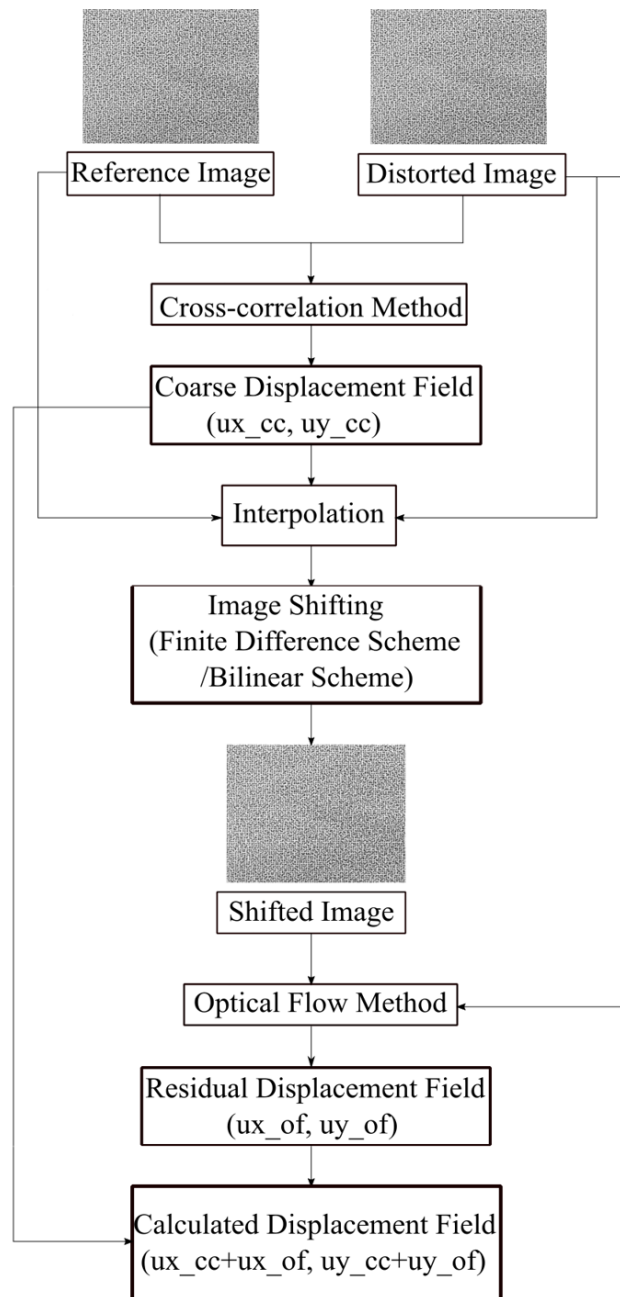 Reference Image
Distorted Image
Cross-correlation Method
Coarse Displacement Field
(ux_cc, uy_cc)
Interpolation
Image Shifting
(Finite Difference Scheme
/Bilinear Scheme)
Shifted Image
Optical Flow Method
Residual Displacement Field
(ux_of, uy_of)
Calculated Displacement Field
(ux_cc+ux_of, uy_cc+uy_of)